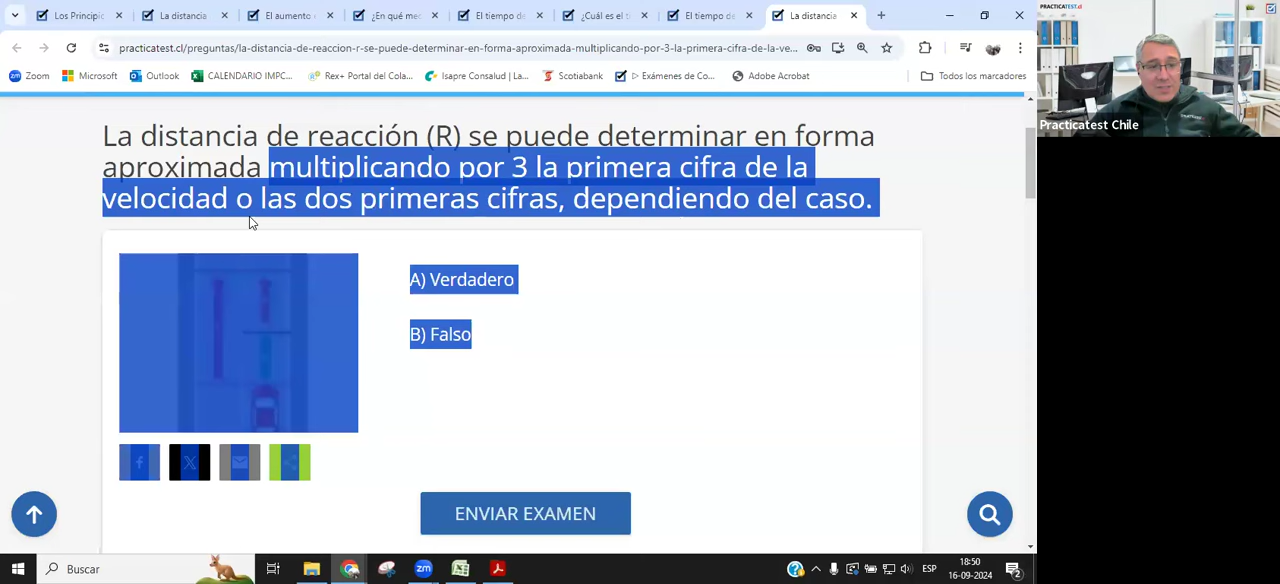 Los Princip
La distancia
El aumento
¿En qué me
El tiempo de
¿Cuál es el t
El tiempo de
La distancia
practicatest.cl/preguntas/la-distancia-de-reaccion-r-se-puede-determinar-en-forma-aproximada-multiplicando-por-3-la-primera-cifra-de-la-ve...
Zoom
Microsoft
Outlook
CALENDARIO IMPC...
Rex+ Portal del Cola...
Isapre Consalud | La...
Scotiabank
▷ Exámenes de Co...
Adobe Acrobat
Todos los marcadores
PRACTICATEST.cl
Practicatest Chile
La distancia de reacción (R) se puede determinar en forma
aproximada multiplicando por 3 la primera cifra de la
velocidad o las dos primeras cifras, dependiendo del caso.
A) Verdadero
B) Falso
ENVIAR EXAMEN
Buscar
ESP
18:50
16-09-2024
2